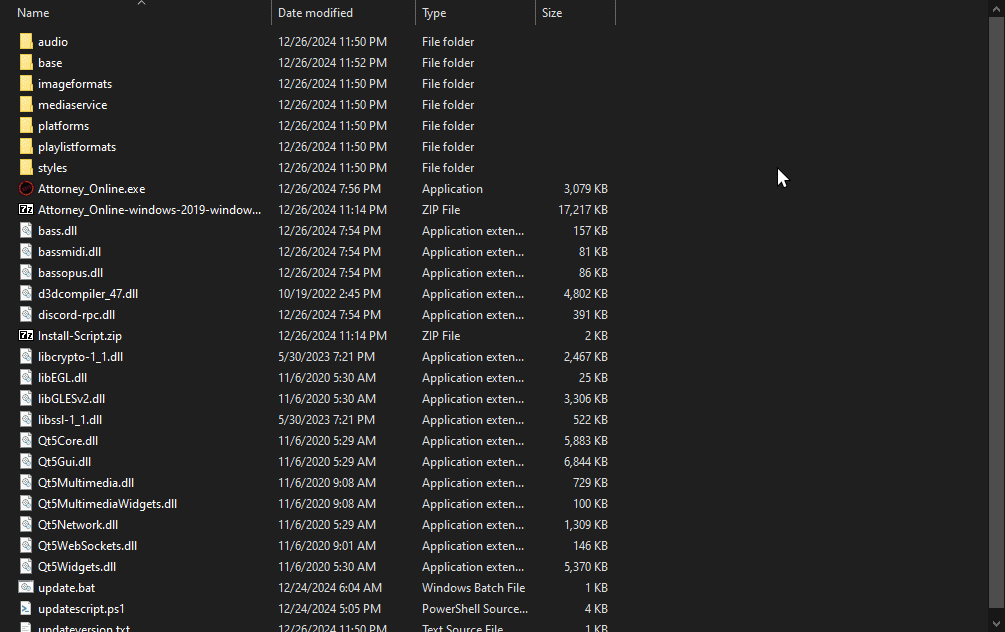 Name Date modified Type Size
audio 12/26/2024 11:50 PM File folder
base 12/26/2024 11:52 PM File folder
imageformats 12/26/2024 11:50 PM File folder
mediaservice 12/26/2024 11:50 PM File folder
platforms 12/26/2024 11:50 PM File folder
playlistformats 12/26/2024 11:50 PM File folder
styles 12/26/2024 11:50 PM File folder
Attorney_Online.exe 12/26/2024 7:56 PM Application 3,079 KB
Attorney_Online-windows-2019-window... 12/26/2024 11:14 PM ZIP File 17,217 KB
bass.dll 12/26/2024 7:54 PM Application exten... 157 KB
bassmidi.dll 12/26/2024 7:54 PM Application exten... 81 KB
bassopus.dll 12/26/2024 7:54 PM Application exten... 86 KB
d3dcompiler_47.dll 10/19/2022 2:45 PM Application exten... 4,802 KB
discord-rpc.dll 12/26/2024 7:54 PM Application exten... 391 KB
Install-Script.zip 12/26/2024 11:14 PM ZIP File 2 KB
libcrypto-1_1.dll 5/30/2023 7:21 PM Application exten... 2,467 KB
libEGL.dll 11/6/2020 5:30 AM Application exten... 25 KB
libGLESv2.dll 11/6/2020 5:30 AM Application exten... 3,306 KB
libssl-1_1.dll 5/30/2023 7:21 PM Application exten... 522 KB
Qt5Core.dll 11/6/2020 5:29 AM Application exten... 5,883 KB
Qt5Gui.dll 11/6/2020 5:29 AM Application exten... 6,844 KB
Qt5Multimedia.dll 11/6/2020 9:08 AM Application exten... 729 KB
Qt5MultimediaWidgets.dll 11/6/2020 9:08 AM Application exten... 100 KB
Qt5Network.dll 11/6/2020 5:29 AM Application exten... 1,309 KB
Qt5WebSockets.dll 11/6/2020 9:01 AM Application exten... 146 KB
Qt5Widgets.dll 11/6/2020 5:30 AM Application exten... 5,370 KB
update.bat 12/24/2024 6:04 AM Windows Batch File 1 KB
updatescript.ps1 12/24/2024 5:05 PM PowerShell Source... 4 KB
updateversion.txt 12/26/2024 11:50 PM Text Source File 1 KB